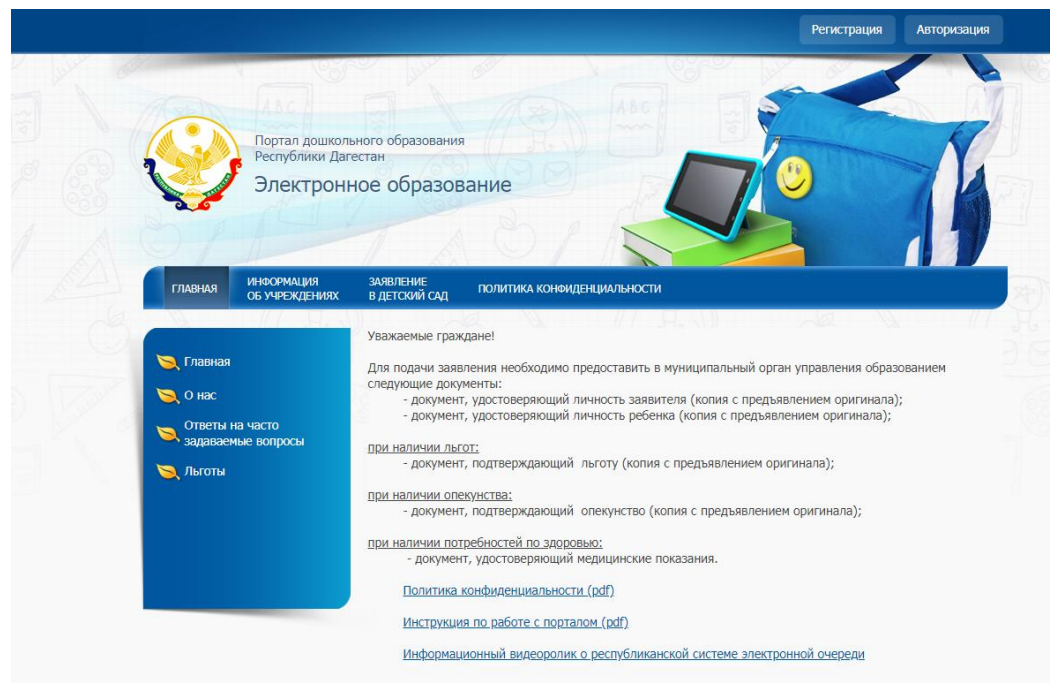 Регистрация
Авторизация
Портал дошкольного образования
Республики Дагестан
Электронное образование
ГЛАВНАЯ
ИНФОРМАЦИЯ
ОБ УЧРЕЖДЕНИЯХ
ЗАЯВЛЕНИЕ
В ДЕТСКИЙ САД
ПОЛИТИКА КОНФИДЕНЦИАЛЬНОСТИ
Главная
О нас
Ответы на часто
задаваемые вопросы
Льготы
Уважаемые граждане!
Для подачи заявления необходимо предоставить в муниципальный орган управления образованием
следующие документы:
- документ, удостоверяющий личность заявителя (копия с предъявлением оригинала);
- документ, удостоверяющий личность ребенка (копия с предъявлением оригинала);
при наличии льгот:
- документ, подтверждающий льготу (копия с предъявлением оригинала);
при наличии опекунства:
- документ, подтверждающий опекунство (копия с предъявлением оригинала);
при наличии потребностей по здоровью:
- документ, удостоверяющий медицинские показания.
Политика конфиденциальности (pdf)
Инструкция по работе с порталом (pdf)
Информационный видеоролик о республиканской системе электронной очереди